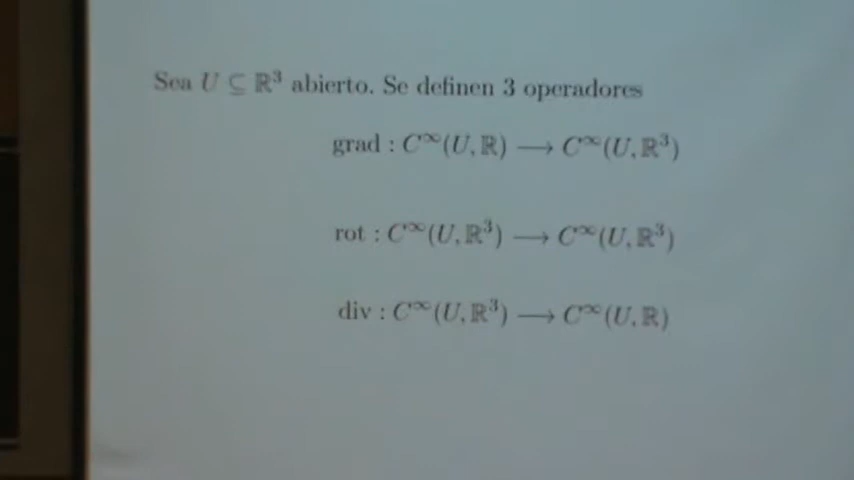 Sea U ⊆ ℝ³ abierto. Se definen 3 operadores
grad : C∞(U, ℝ) ⟶ C∞(U, ℝ³)
rot : C∞(U, ℝ³) ⟶ C∞(U, ℝ³)
div : C∞(U, ℝ³) ⟶ C∞(U, ℝ)